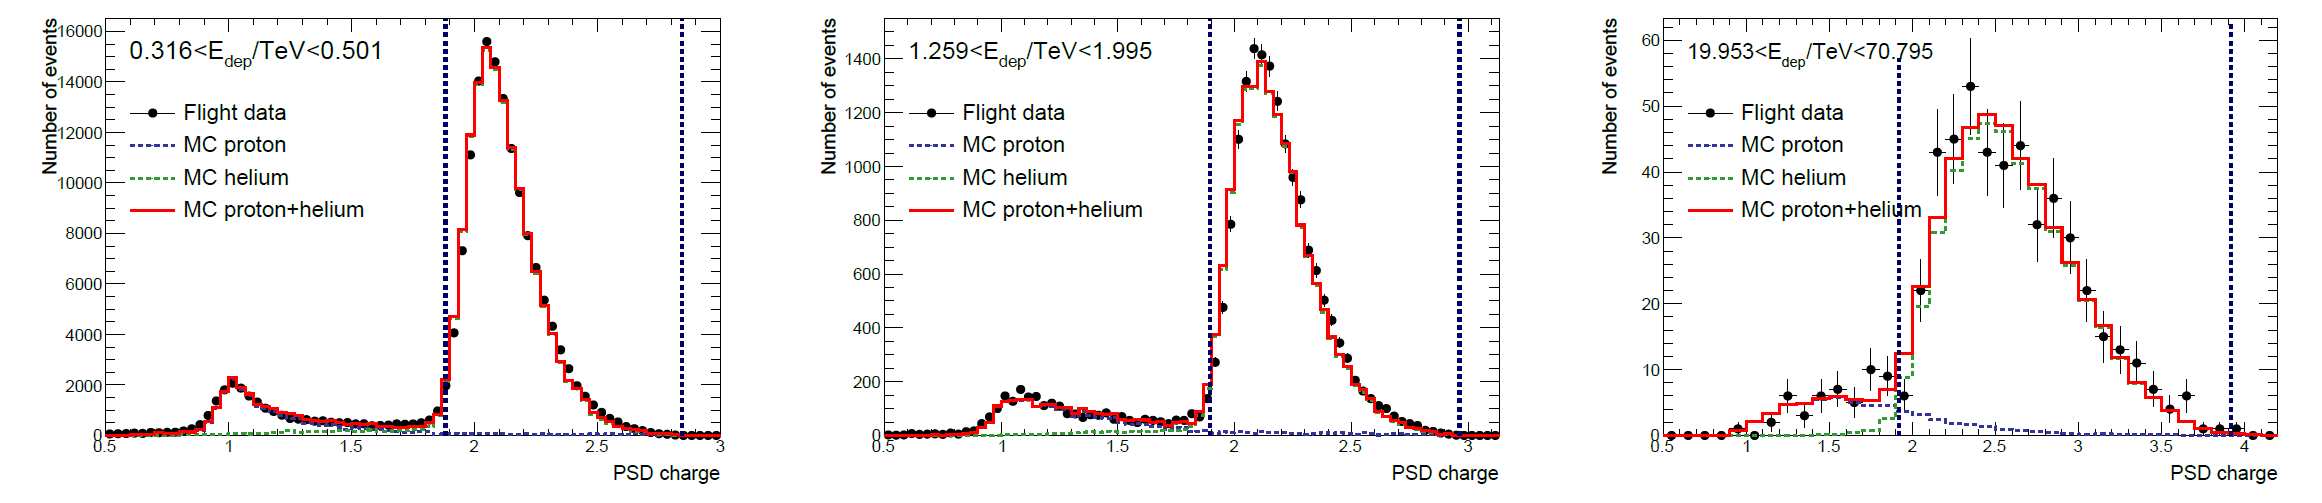 Number of events
16000
14000
12000
10000
8000
6000
4000
2000
0
0.316<E_dep/TeV<0.501
Flight data
MC proton
MC helium
MC proton+helium
0.5 1 1.5 2 2.5 3
PSD charge
Number of events
1400
1200
1000
800
600
400
200
0
1.259<E_dep/TeV<1.995
Flight data
MC proton
MC helium
MC proton+helium
0.5 1 1.5 2 2.5 3
PSD charge
Number of events
60
50
40
30
20
10
0
19.953<E_dep/TeV<70.795
Flight data
MC proton
MC helium
MC proton+helium
0.5 1 1.5 2 2.5 3 3.5 4
PSD charge